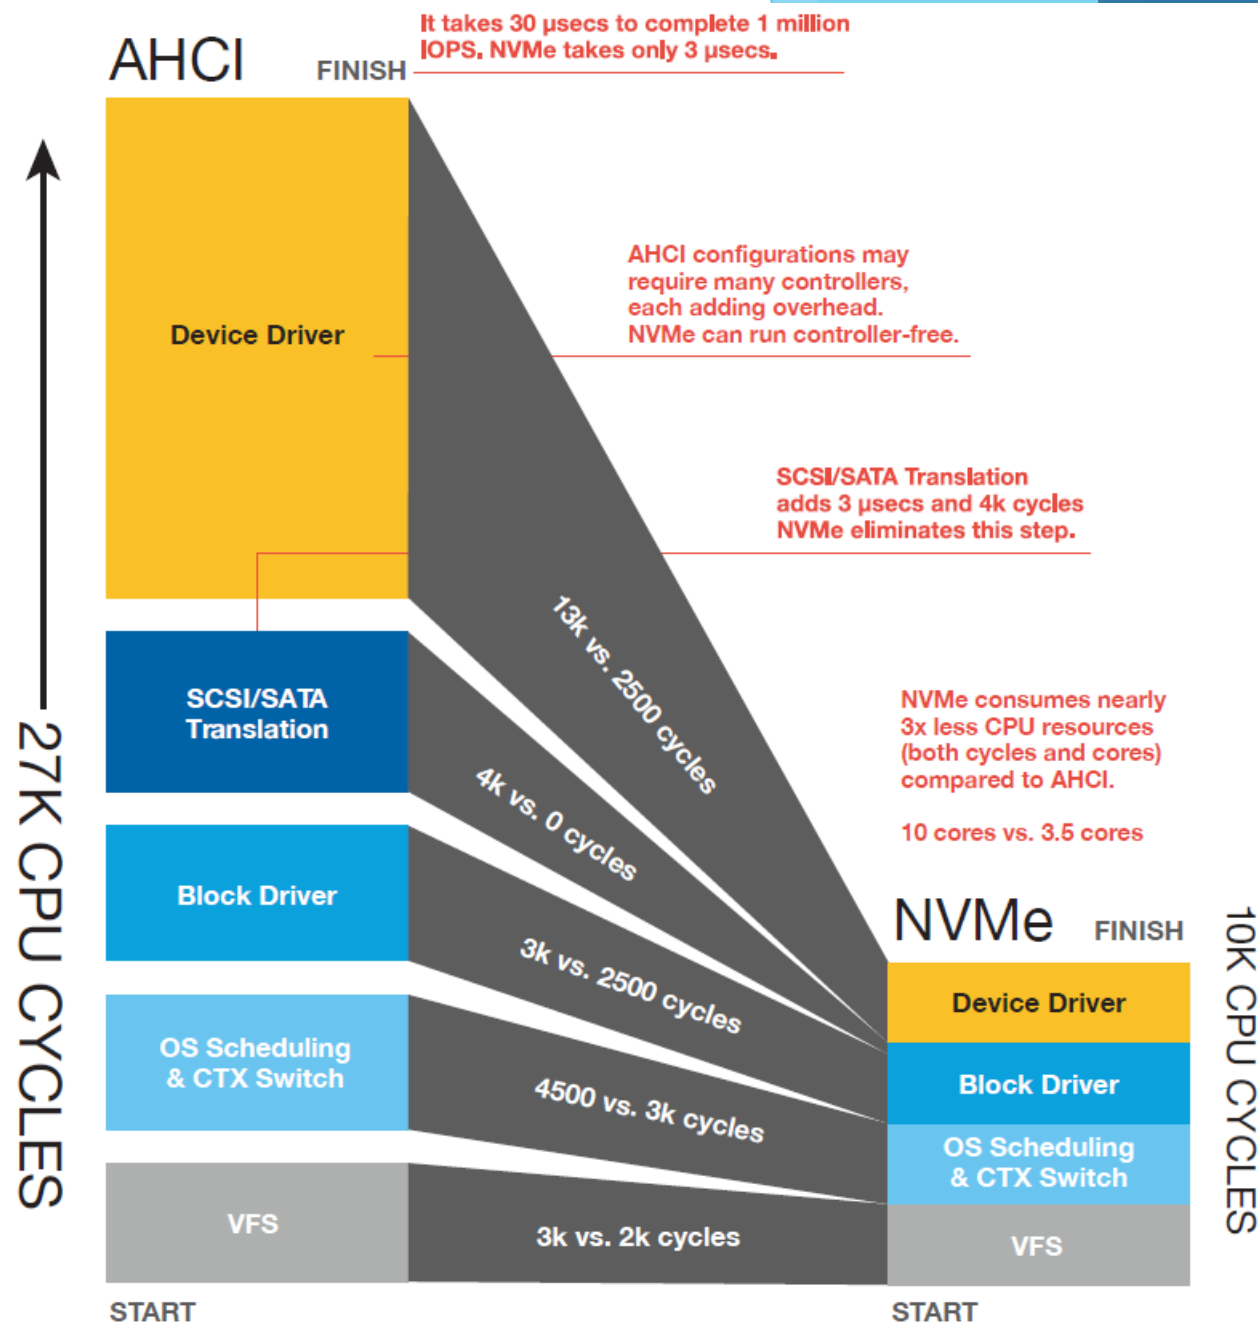 It takes 30 µsecs to complete 1 million
IOPS. NVMe takes only 3 µsecs.
AHCI
FINISH
AHCI configurations may
require many controllers,
each adding overhead.
NVMe can run controller-free.
Device Driver
SCSI/SATA Translation
adds 3 µsecs and 4k cycles
NVMe eliminates this step.
13k vs. 2500 cycles
SCSI/SATA
Translation
NVMe consumes nearly
3x less CPU resources
(both cycles and cores)
compared to AHCI.
10 cores vs. 3.5 cores
27K CPU CYCLES
4k vs. 0 cycles
Block Driver
3k vs. 2500 cycles
NVMe
FINISH
10K CPU CYCLES
Device Driver
OS Scheduling
& CTX Switch
4500 vs. 3k cycles
Block Driver
OS Scheduling
& CTX Switch
VFS
3k vs. 2k cycles
VFS
START
START